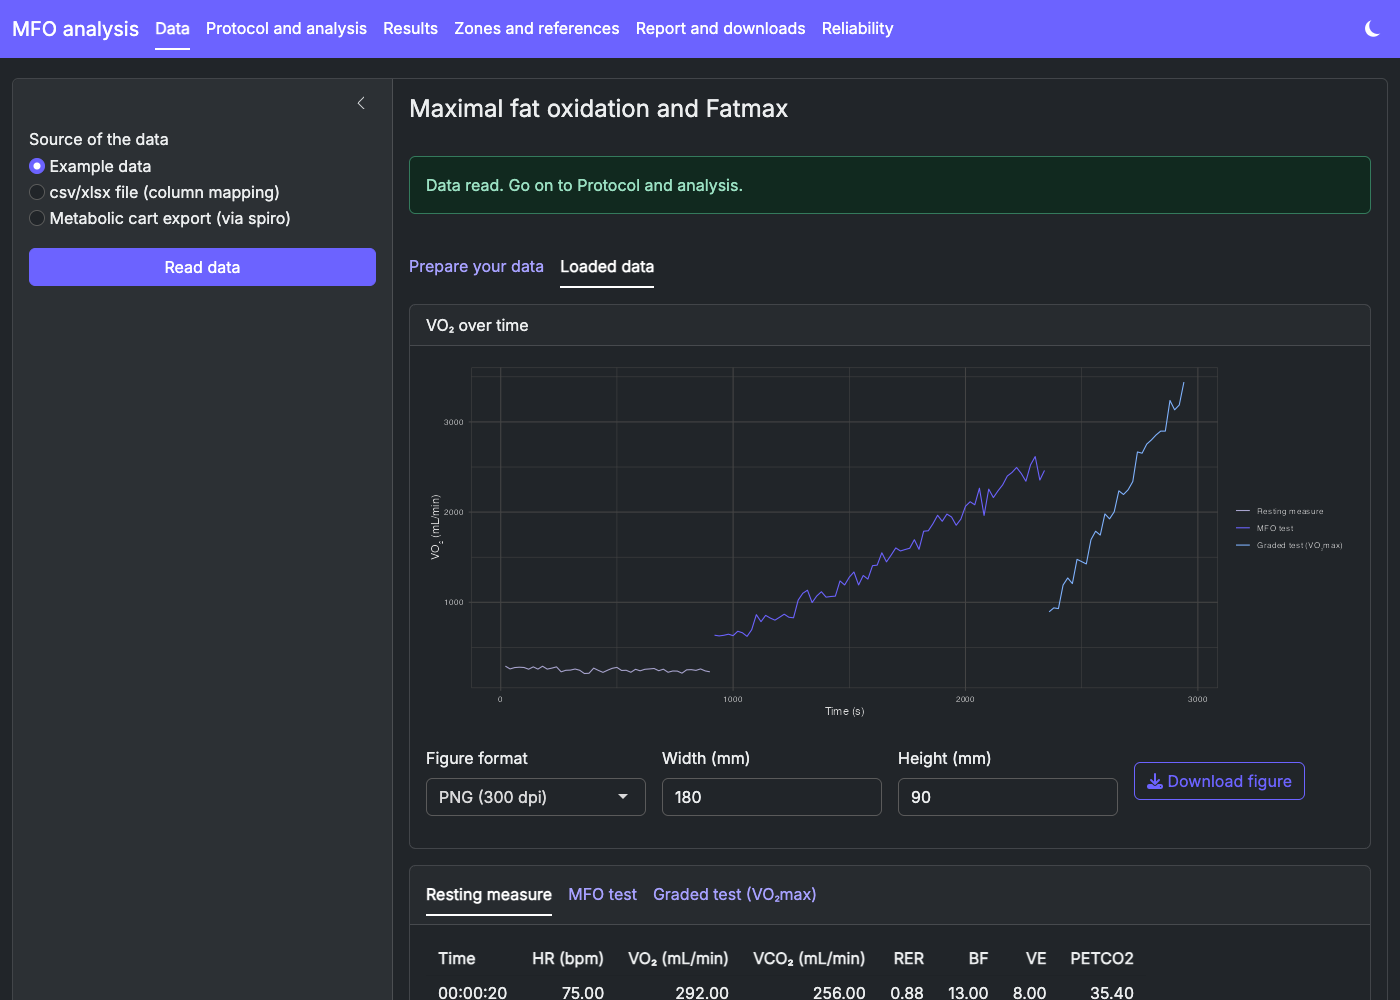 MFO analysis Data Protocol and analysis Results Zones and references Report and downloads Reliability
Source of the data
Example data
csv/xlsx file (column mapping)
Metabolic cart export (via spiro)
Read data
Maximal fat oxidation and Fatmax
Data read. Go on to Protocol and analysis.
Prepare your data Loaded data
VO₂ over time
3000
2000
1000
VO₂ (mL/min)
0 1000 2000 3000
Time (s)
Resting measure
MFO test
Graded test (VO₂max)
Figure format Width (mm) Height (mm)
PNG (300 dpi) 180 90 Download figure
Resting measure MFO test Graded test (VO₂max)
Time HR (bpm) VO₂ (mL/min) VCO₂ (mL/min) RER BF VE PETCO2
00:00:20 75.00 292.00 256.00 0.88 13.00 8.00 35.40